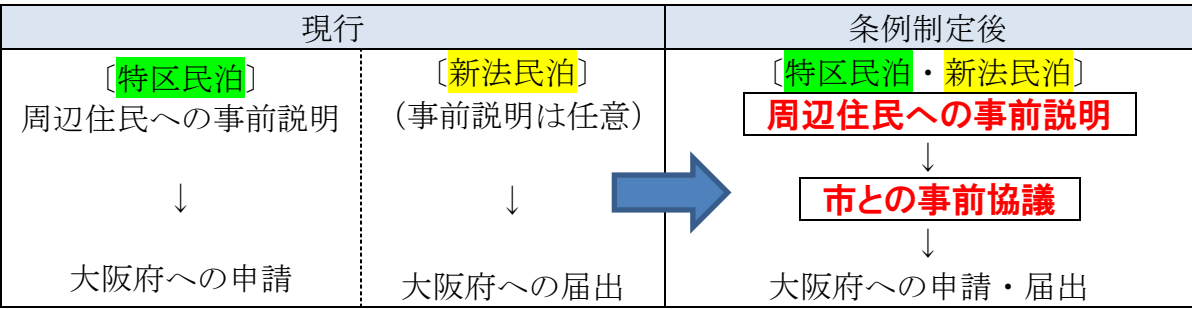 現行
〔特区民泊〕
周辺住民への事前説明
↓
大阪府への申請
〔新法民泊〕
（事前説明は任意）
↓
大阪府への届出
条例制定後
〔特区民泊・新法民泊〕
周辺住民への事前説明
↓
市との事前協議
↓
大阪府への申請・届出